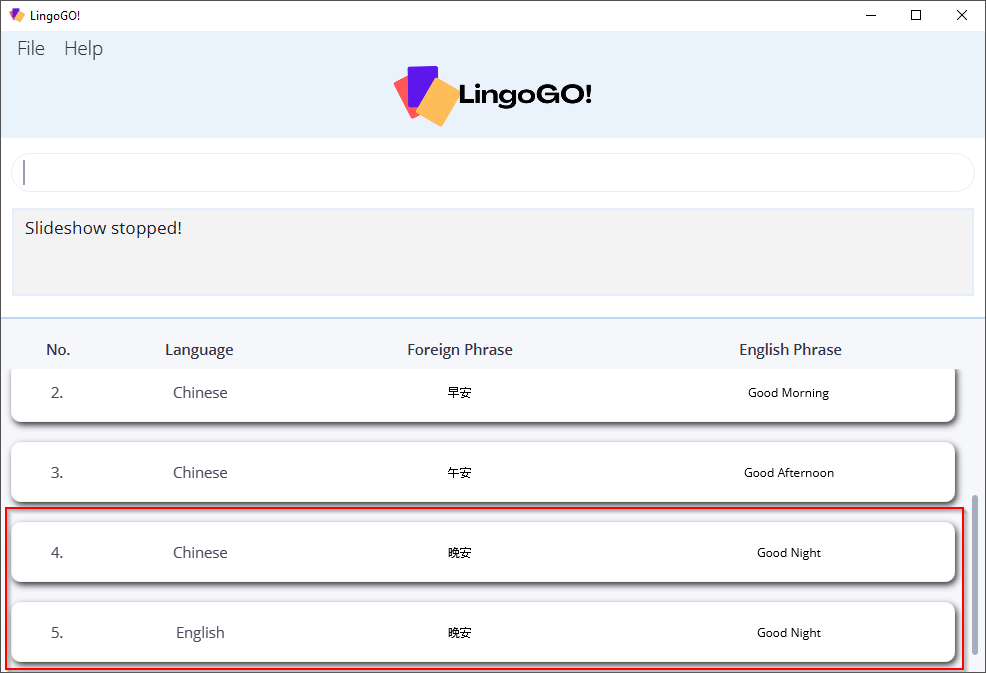 LingoGO!
File Help
LingoGO!
Slideshow stopped!
No. Language Foreign Phrase English Phrase
2. Chinese 早安 Good Morning
3. Chinese 午安 Good Afternoon
4. Chinese 晚安 Good Night
5. English 晚安 Good Night